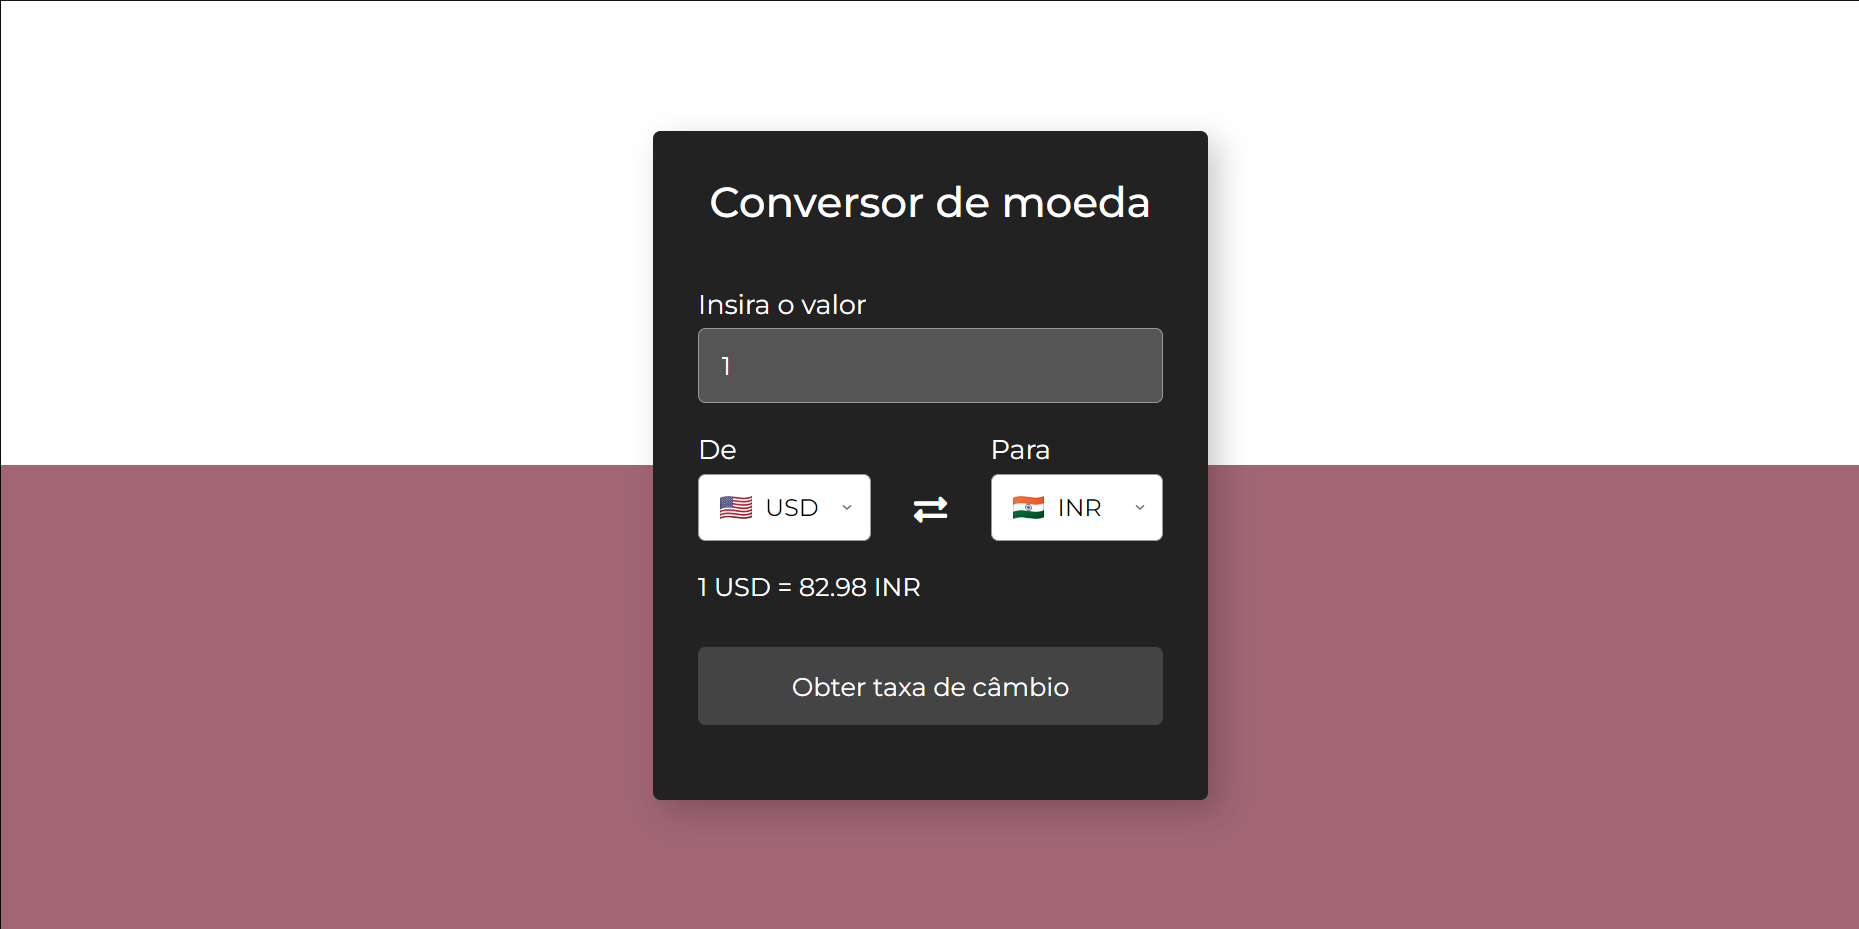 Conversor de moeda
Insira o valor
1
De Para
USD INR
1 USD = 82.98 INR
Obter taxa de câmbio